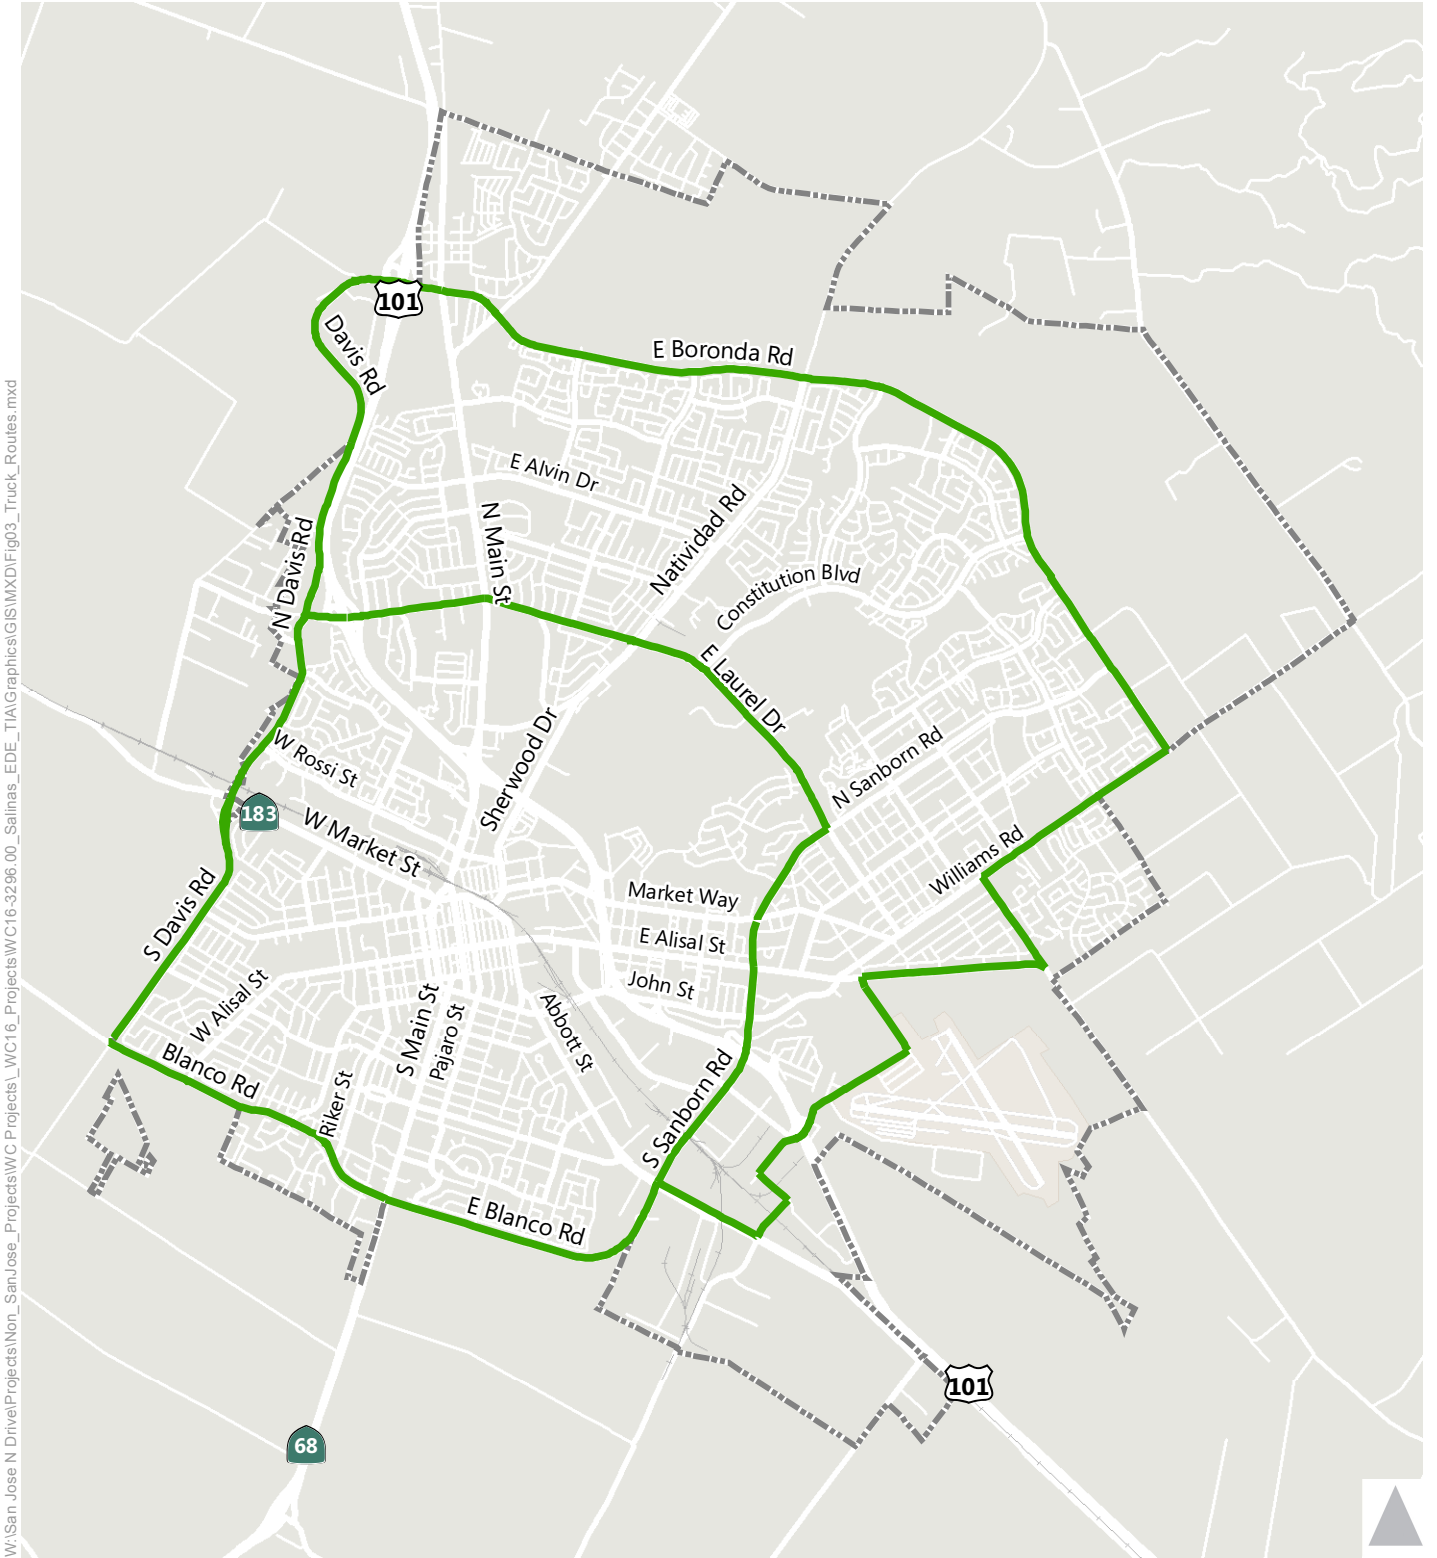 101
Davis Rd
E Boronda Rd
E Alvin Dr
N Main St
Natividad Rd
N Davis Rd
Constitution Blvd
E Laurel Dr
W Rossi St
Sherwood Dr
N Sanborn Rd
183
W Market St
Williams Rd
S Davis Rd
Market Way
E Alisal St
John St
W Alisal St
S Main St
Pajaro St
Abbott St
Blanco Rd
Riker St
S Sanborn Rd
E Blanco Rd
101
68
W:\San Jose N Drive\Projects\Non_SanJose_Projects\WC Projects\_WC16_Projects\WC16-3296.00_Salinas_EDE_TIA\Graphics\GIS\MXD\Fig03_Truck_Routes.mxd